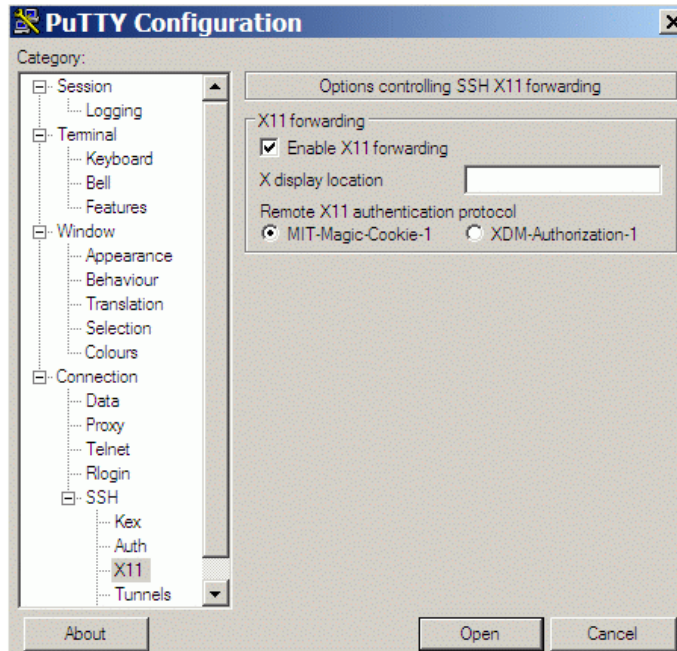 PuTTY Configuration
Category:
Session
Logging
Terminal
Keyboard
Bell
Features
Window
Appearance
Behaviour
Translation
Selection
Colours
Connection
Data
Proxy
Telnet
Rlogin
SSH
Kex
Auth
X11
Tunnels
Options controlling SSH X11 forwarding
X11 forwarding
Enable X11 forwarding
X display location
Remote X11 authentication protocol
MIT-Magic-Cookie-1 XDM-Authorization-1
About Open Cancel